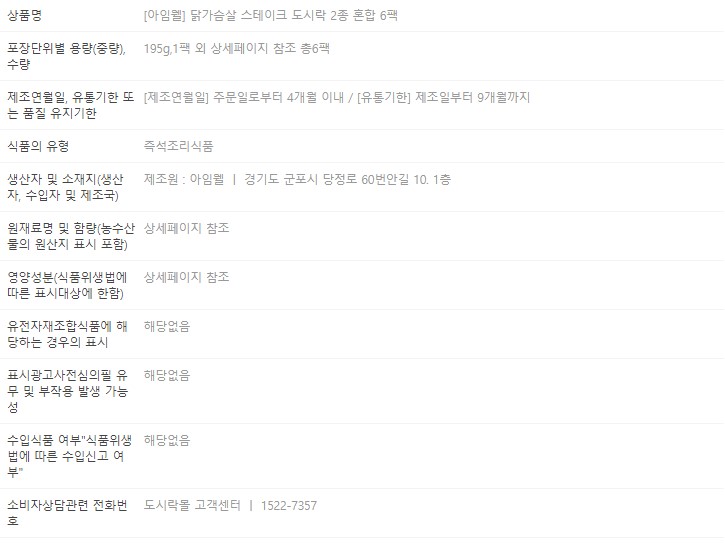 상품명
[아임웰] 닭가슴살 스테이크 도시락 2종 혼합 6팩
포장단위별 용량(중량),
수량
195g,1팩 외 상세페이지 참조 총6팩
제조연월일, 유통기한 또
는 품질 유지기한
[제조연월일] 주문일로부터 4개월 이내 / [유통기한] 제조일부터 9개월까지
식품의 유형
즉석조리식품
생산자 및 소재지(생산
자, 수입자 및 제조국)
제조원 : 아임웰 ㅣ 경기도 군포시 당정로 60번안길 10. 1층
원재료명 및 함량(농수산
물의 원산지 표시 포함)
상세페이지 참조
영양성분(식품위생법에
따른 표시대상에 한함)
상세페이지 참조
유전자재조합식품에 해
당하는 경우의 표시
해당없음
표시광고사전심의필 유
무 및 부작용 발생 가능
성
해당없음
수입식품 여부"식품위생
법에 따른 수입신고 여
부"
해당없음
소비자상담관련 전화번
호
도시락몰 고객센터 ㅣ 1522-7357